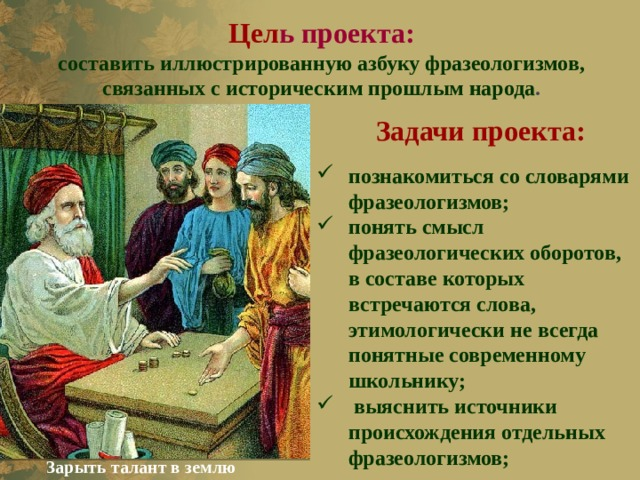 Цель проекта:
составить иллюстрированную азбуку фразеологизмов,
связанных с историческим прошлым народа.
Задачи проекта:
познакомиться со словарями
фразеологизмов;
понять смысл
фразеологических оборотов,
в составе которых
встречаются слова,
этимологически не всегда
понятные современному
школьнику;
выяснить источники
происхождения отдельных
фразеологизмов;
Зарыть талант в землю